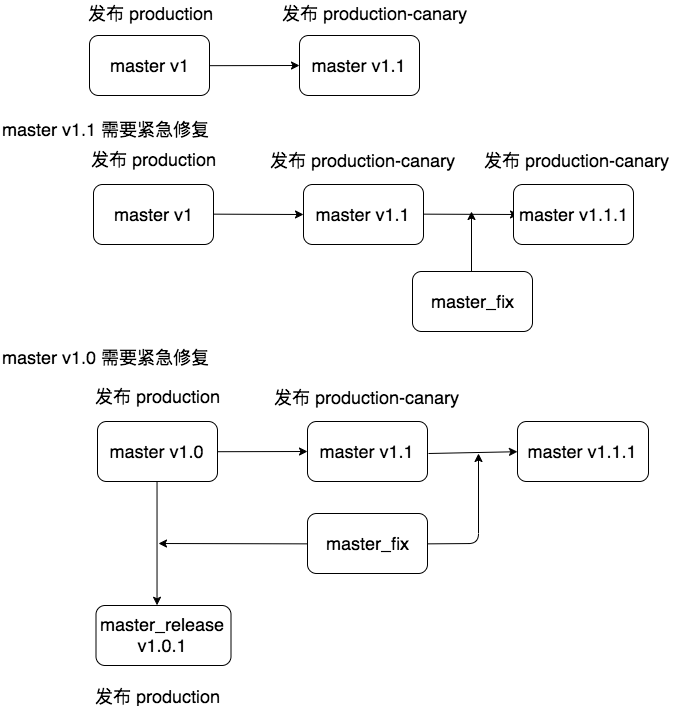 发布 production
发布 production-canary
master v1
master v1.1
master v1.1 需要紧急修复
发布 production
发布 production-canary
发布 production-canary
master v1
master v1.1
master v1.1.1
master_fix
master v1.0 需要紧急修复
发布 production
发布 production-canary
master v1.0
master v1.1
master v1.1.1
master_fix
master_release
v1.0.1
发布 production